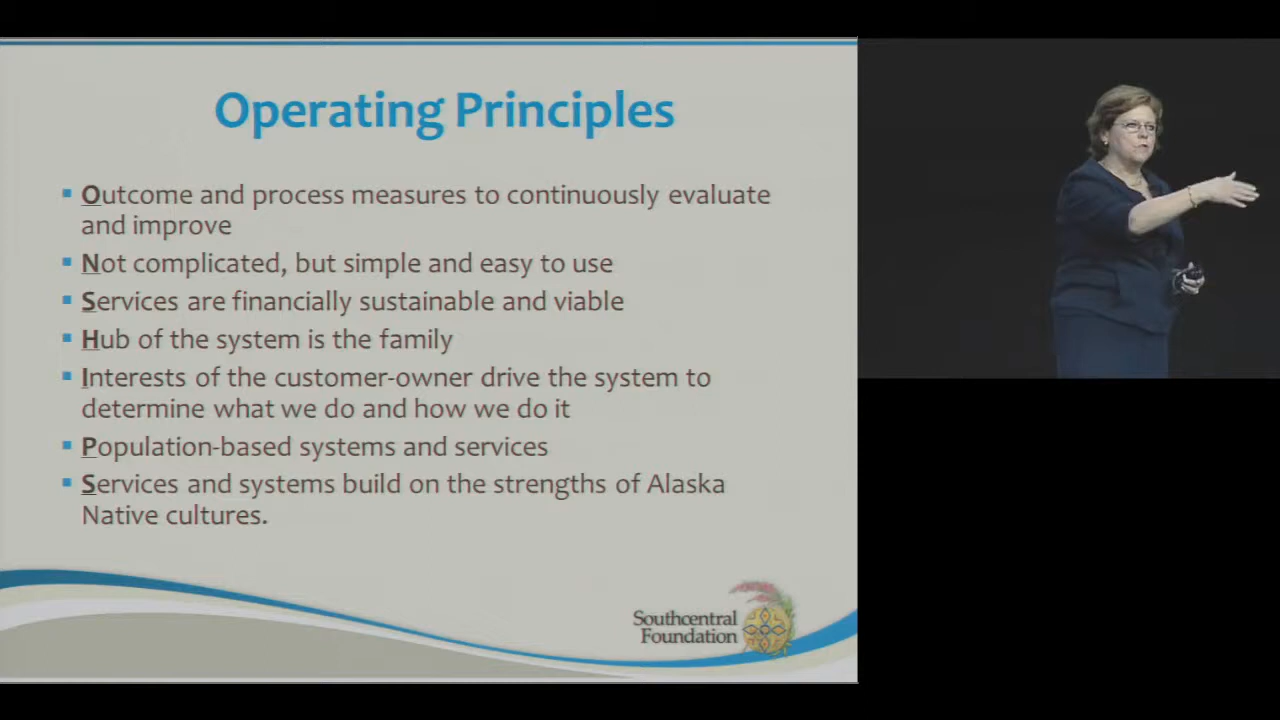 Operating Principles
Outcome and process measures to continuously evaluate
and improve
Not complicated, but simple and easy to use
Services are financially sustainable and viable
Hub of the system is the family
Interests of the customer-owner drive the system to
determine what we do and how we do it
Population-based systems and services
Services and systems build on the strengths of Alaska
Native cultures.
Southcentral
Foundation